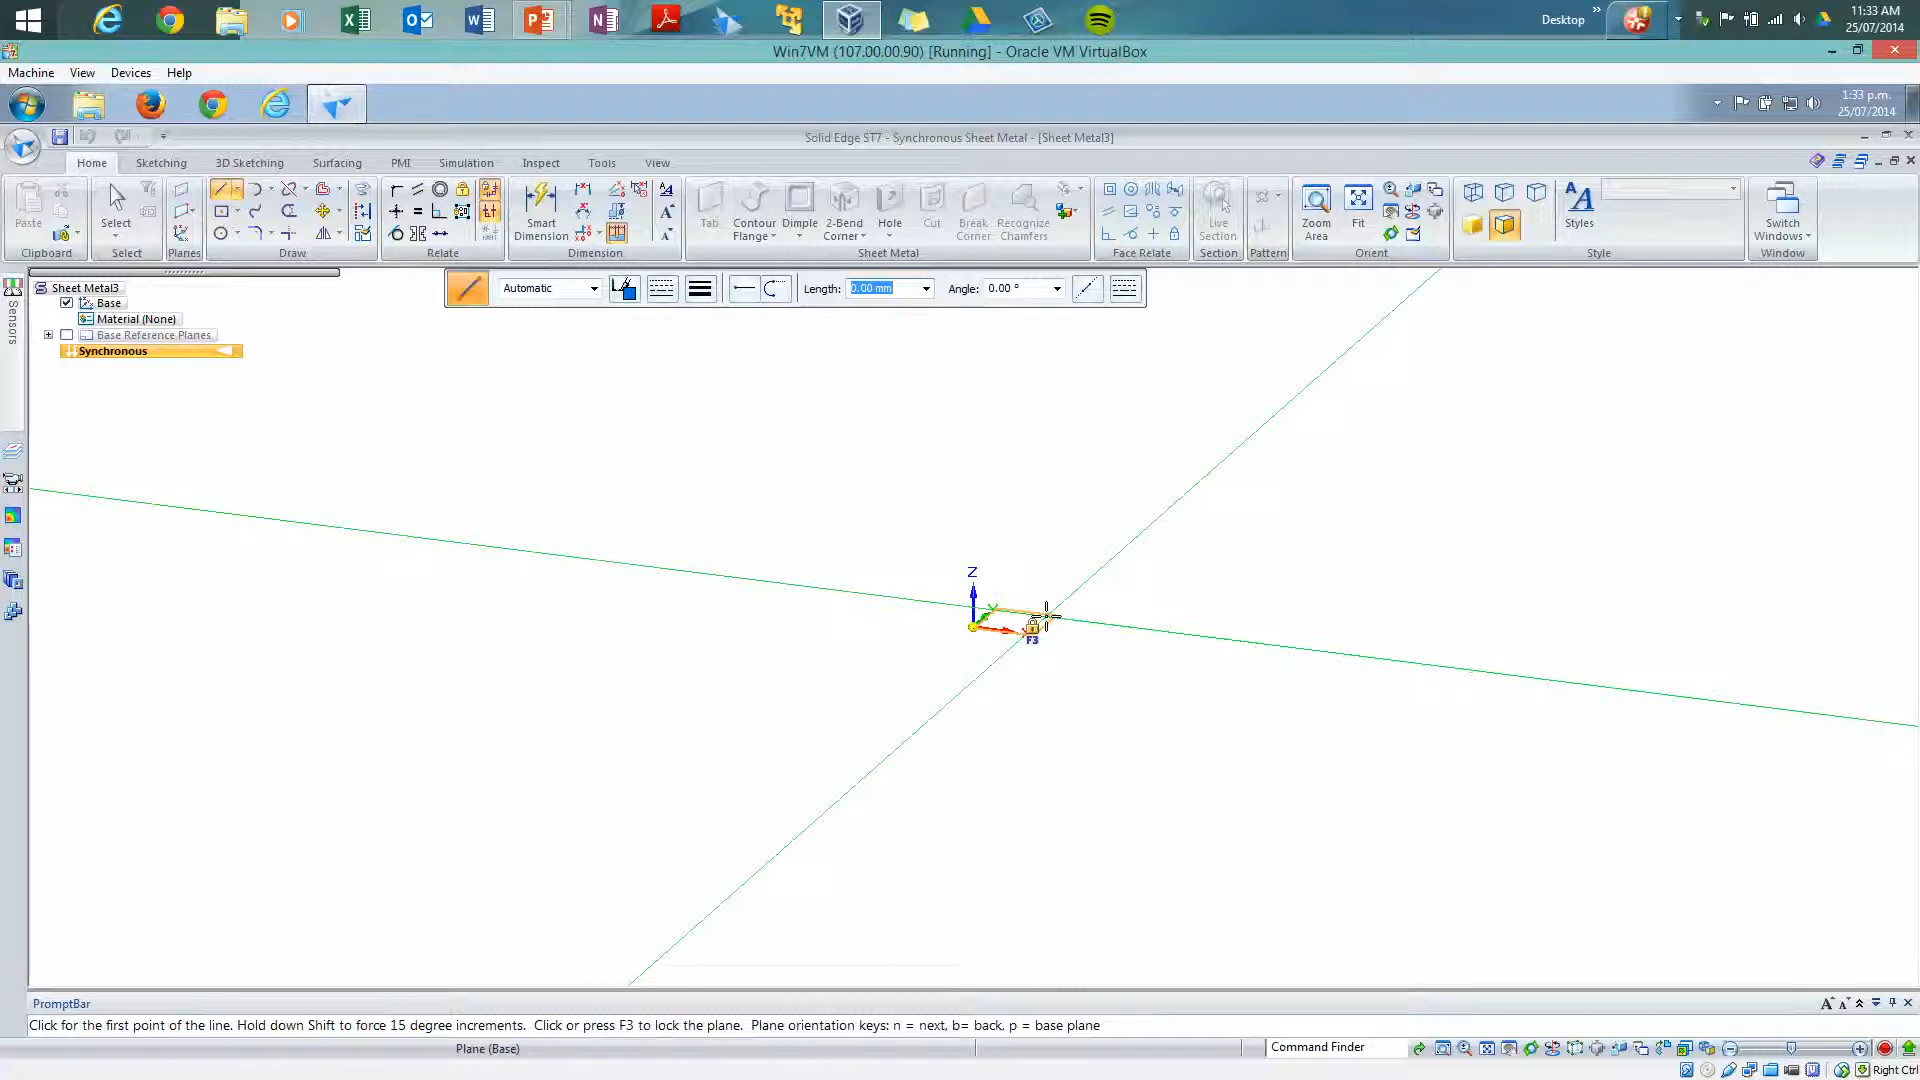 Desktop
11:33 AM
25/07/2014
Win7VM (107.00.00.90) [Running] - Oracle VM VirtualBox
Machine View Devices Help
1:33 p.m.
25/07/2014
Solid Edge ST7 - Synchronous Sheet Metal - [Sheet Metal3]
Home Sketching 3D Sketching Surfacing PMI Simulation Inspect Tools View
Paste
Select
Smart Dimension
Tab
Contour Flange
Dimple
2-Bend Corner
Hole
Cut
Break Corner
Recognize Chamfers
Live Section
Zoom Area
Fit
Styles
Switch Windows
Clipboard Select Planes Draw Relate Dimension Sheet Metal Face Relate Section Pattern Orient Style Window
Sensors
Sheet Metal3
Base
Material (None)
Base Reference Planes
Synchronous
Automatic
Length: 0.00 mm
Angle: 0.00 °
Z
Y
F3
PromptBar
Click for the first point of the line. Hold down Shift to force 15 degree increments. Click or press F3 to lock the plane. Plane orientation keys: n = next, b= back, p = base plane
Plane (Base)
Command Finder
Right Ctrl